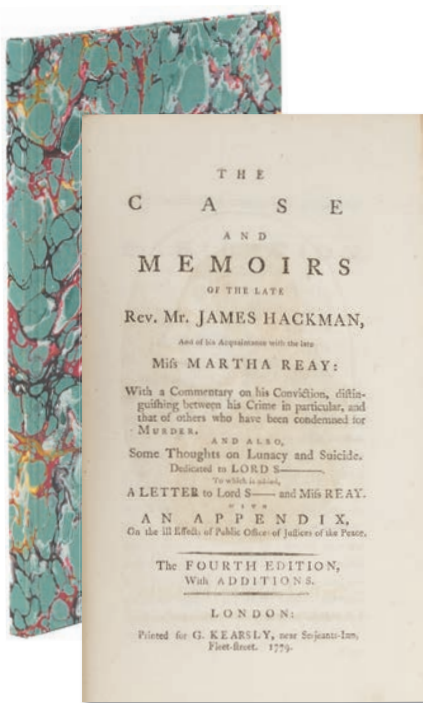 THE
CASE
AND
MEMOIRS
OF THE LATE
Rev. Mr. JAMES HACKMAN,
And of his Acquaintance with the late
Miſs MARTHA REAY:
With a Commentary on his Conviction, diſtin-
guiſhing between his Crime in particular, and
that of others who have been condemned for
MURDER.
AND ALSO,
Some Thoughts on Lunacy and Suicide.
Dedicated to LORD S———.
To which is added,
A LETTER to Lord S—— and Miſs REAY.
WITH
AN APPENDIX,
On the ill Effects of Public Offices of Juſtices of the Peace.
The FOURTH EDITION,
With ADDITIONS.
LONDON:
Printed for G. KEARSLY, near Serjeants-Inn,
Fleet-ſtreet. 1779.